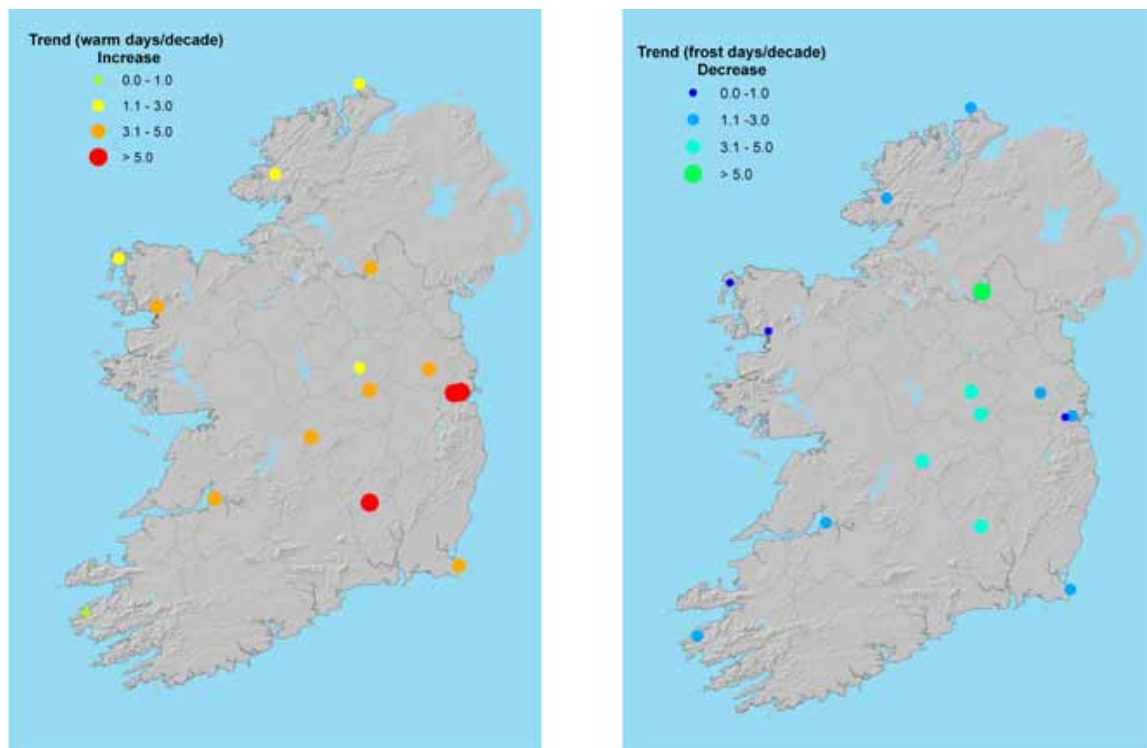 Trend (warm days/decade)
Increase
0.0 - 1.0
1.1 - 3.0
3.1 - 5.0
> 5.0
Trend (frost days/decade)
Decrease
0.0 -1.0
1.1 -3.0
3.1 - 5.0
> 5.0